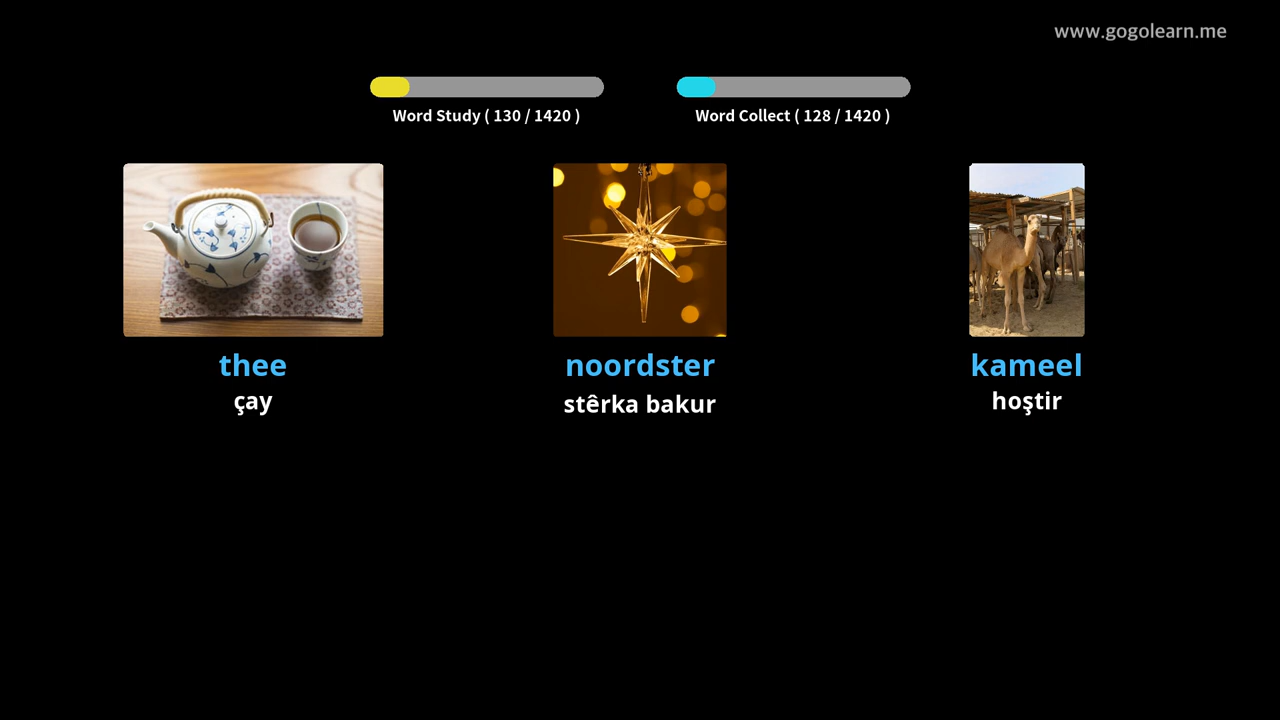 www.gogolearn.me
Word Study ( 130 / 1420 )
Word Collect ( 128 / 1420 )
thee
çay
noordster
stêrka bakur
kameel
hoştir